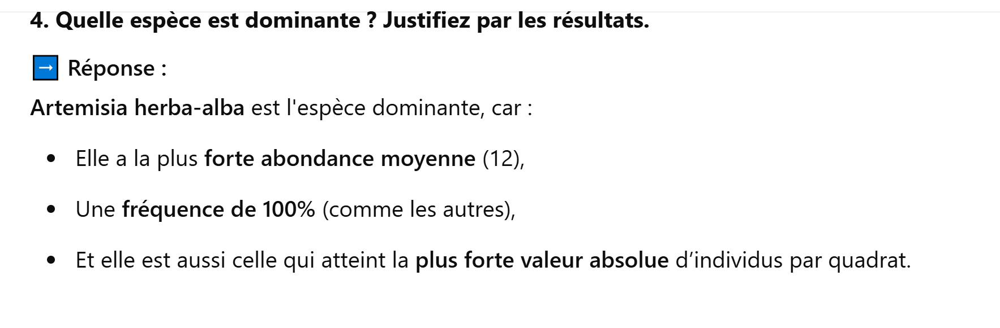 4. Quelle espèce est dominante ? Justifiez par les résultats.
➡ Réponse :
Artemisia herba-alba est l'espèce dominante, car :
• Elle a la plus forte abondance moyenne (12),
• Une fréquence de 100% (comme les autres),
• Et elle est aussi celle qui atteint la plus forte valeur absolue d’individus par quadrat.